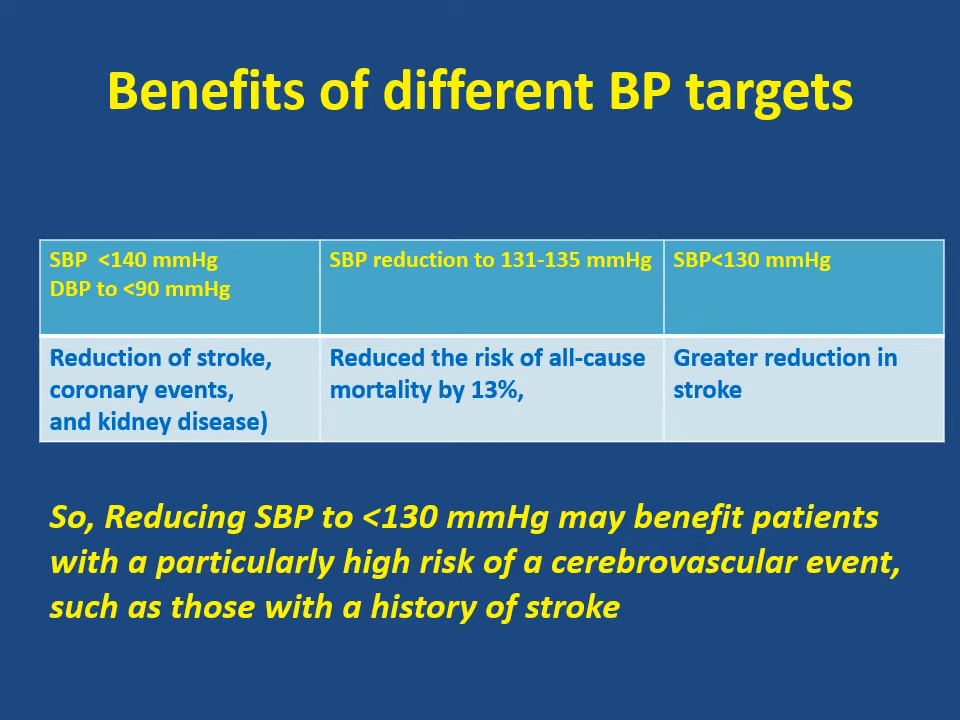 Benefits of different BP targets
SBP  <140 mmHg
DBP to <90 mmHg
SBP reduction to 131-135 mmHg
SBP<130 mmHg
Reduction of stroke,
coronary events,
and kidney disease)
Reduced the risk of all-cause
mortality by 13%,
Greater reduction in
stroke
So, Reducing SBP to <130 mmHg may benefit patients
with a particularly high risk of a cerebrovascular event,
such as those with a history of stroke